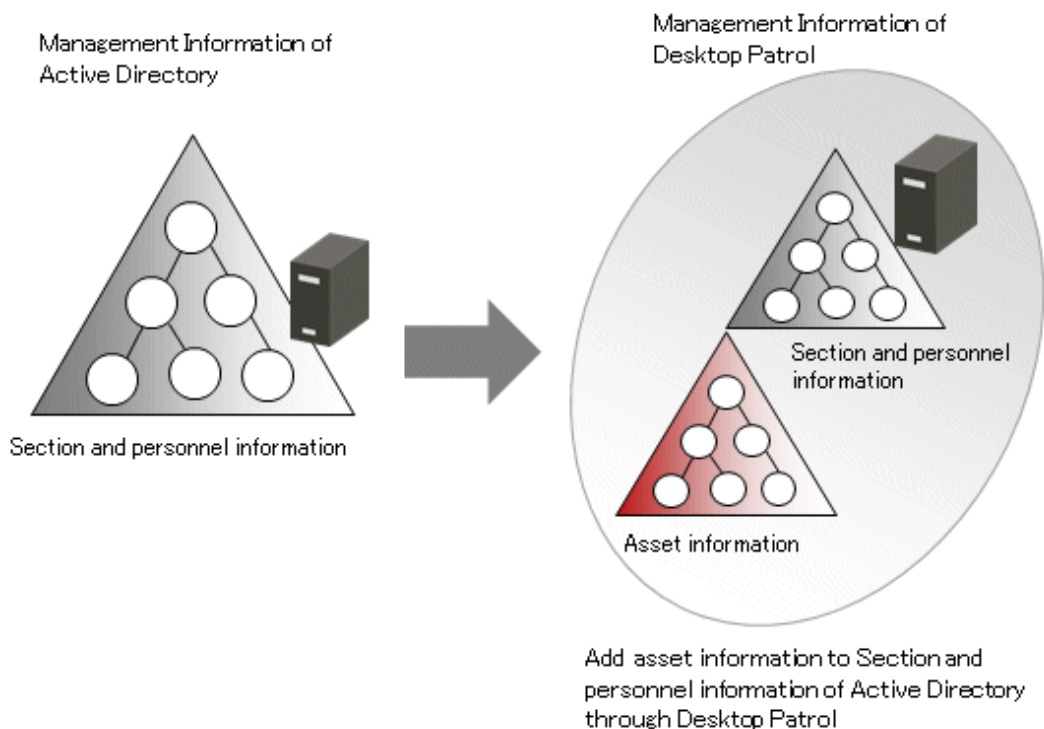 Management Information of
Active Directory
Section and personnel information
Management Information of
Desktop Patrol
Section and personnel
information
Asset information
Add asset information to Section and
personnel information of Active Directory
through Desktop Patrol